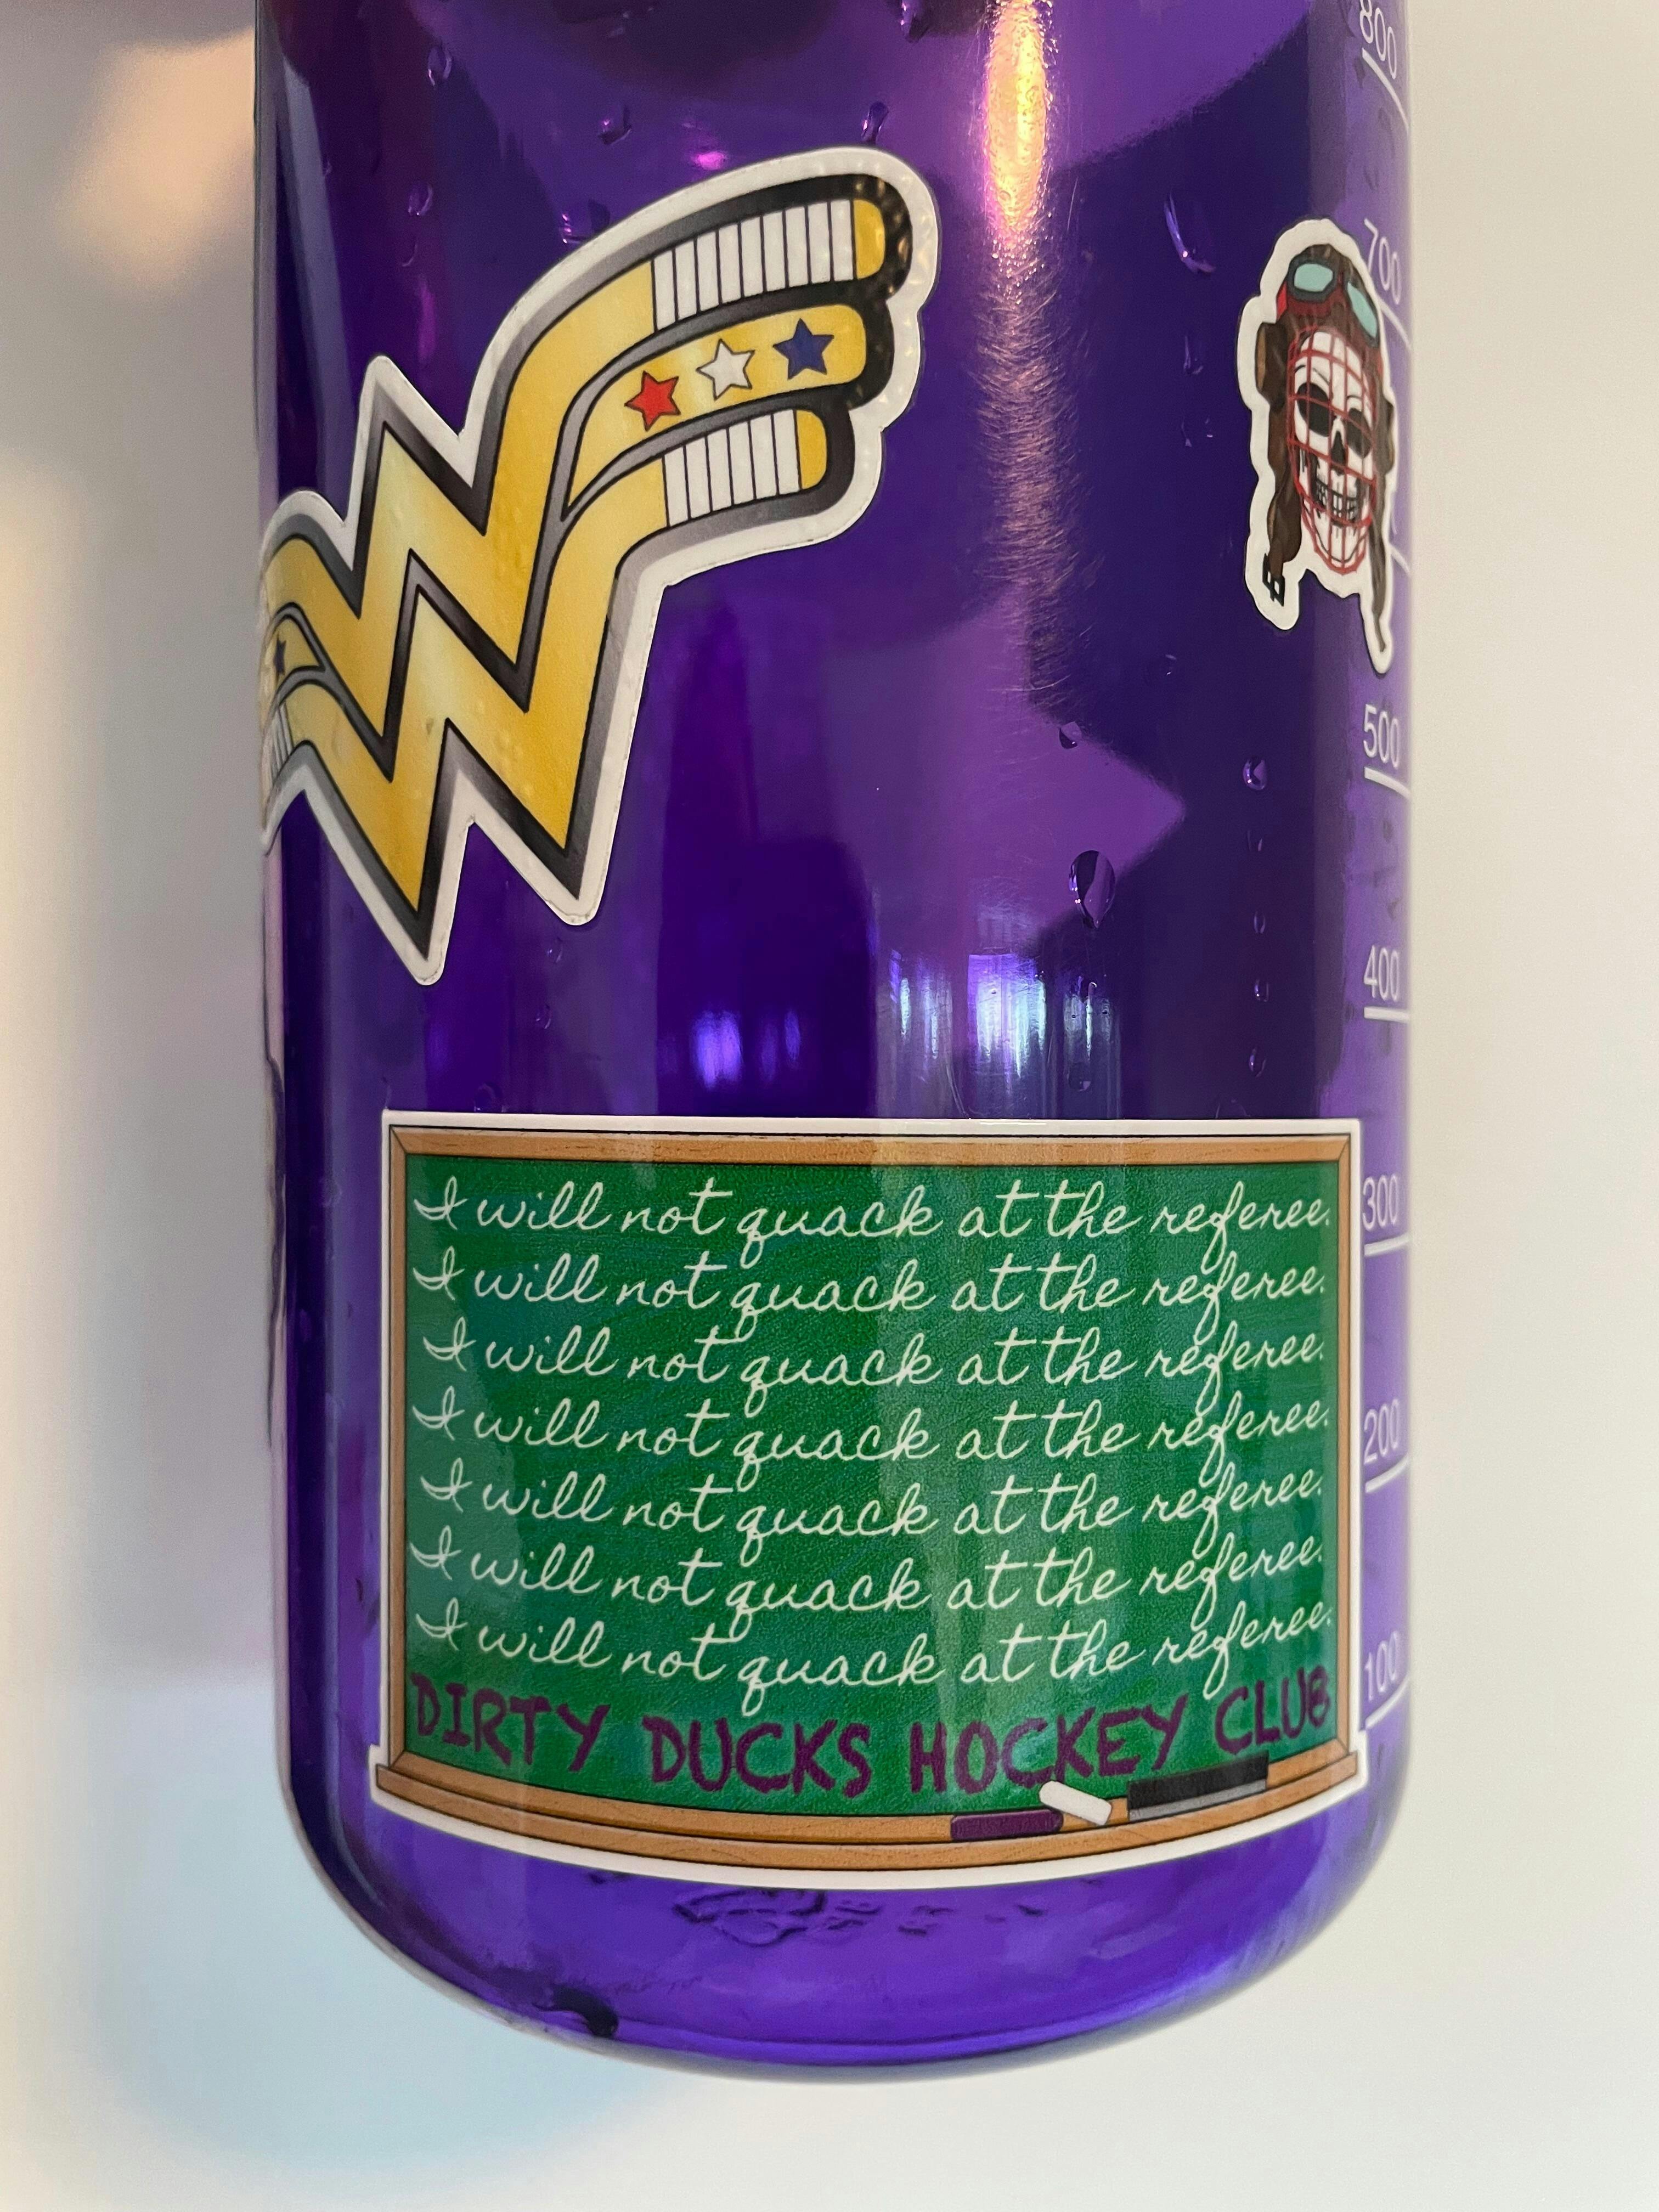 800
700
500
400
300
200
100
I will not quack at the referee.
I will not quack at the referee.
I will not quack at the referee.
I will not quack at the referee.
I will not quack at the referee.
I will not quack at the referee.
I will not quack at the referee.
DIRTY DUCKS HOCKEY CLUB